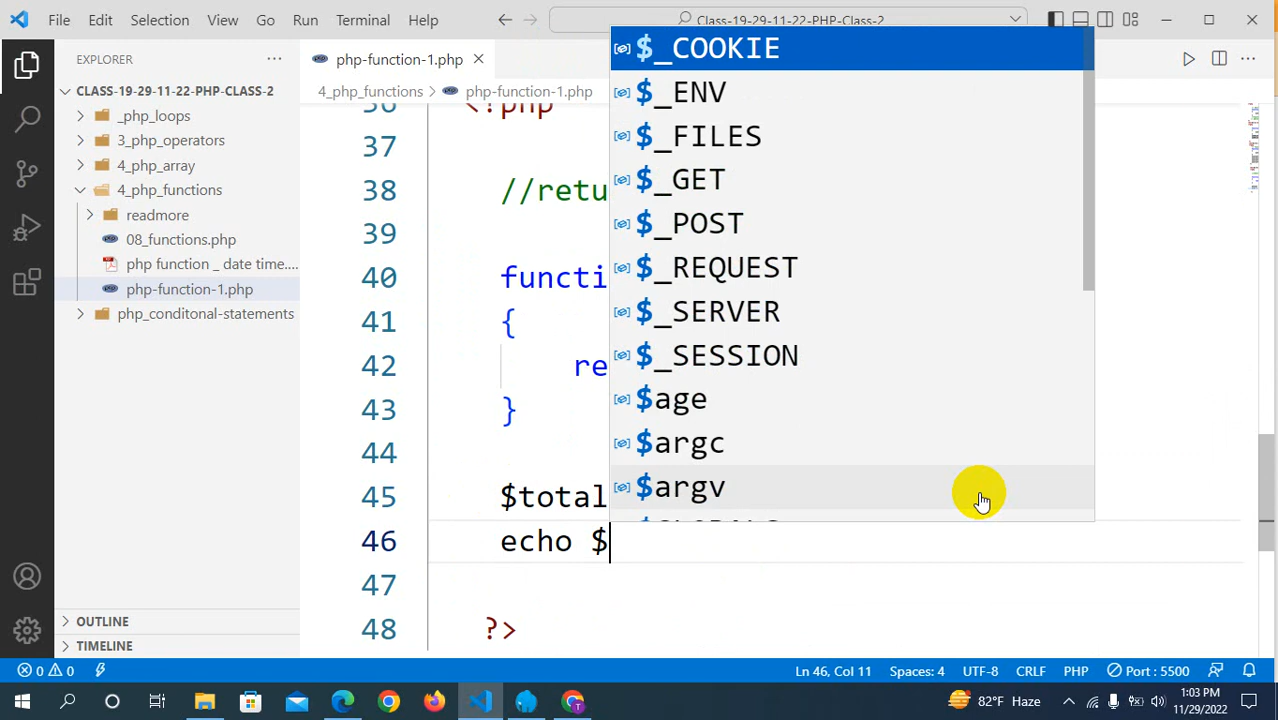 File Edit Selection View Go Run Terminal Help
Class-19-29-11-22-PHP-Class-2
EXPLORER
CLASS-19-29-11-22-PHP-CLASS-2
_php_loops
3_php_operators
4_php_array
4_php_functions
readmore
08_functions.php
php function _ date time....
php-function-1.php
php_conditonal-statements
OUTLINE
TIMELINE
php-function-1.php
4_php_functions > php-function-1.php
36 <?php
37
38 //retu
39
40 functi
41 {
42 re
43 }
44
45 $total
46 echo $
47
48 ?>
$_COOKIE
$_ENV
$_FILES
$_GET
$_POST
$_REQUEST
$_SERVER
$_SESSION
$age
$argc
$argv
0 0 Ln 46, Col 11 Spaces: 4 UTF-8 CRLF PHP Port : 5500
82°F Haze
1:03 PM
11/29/2022